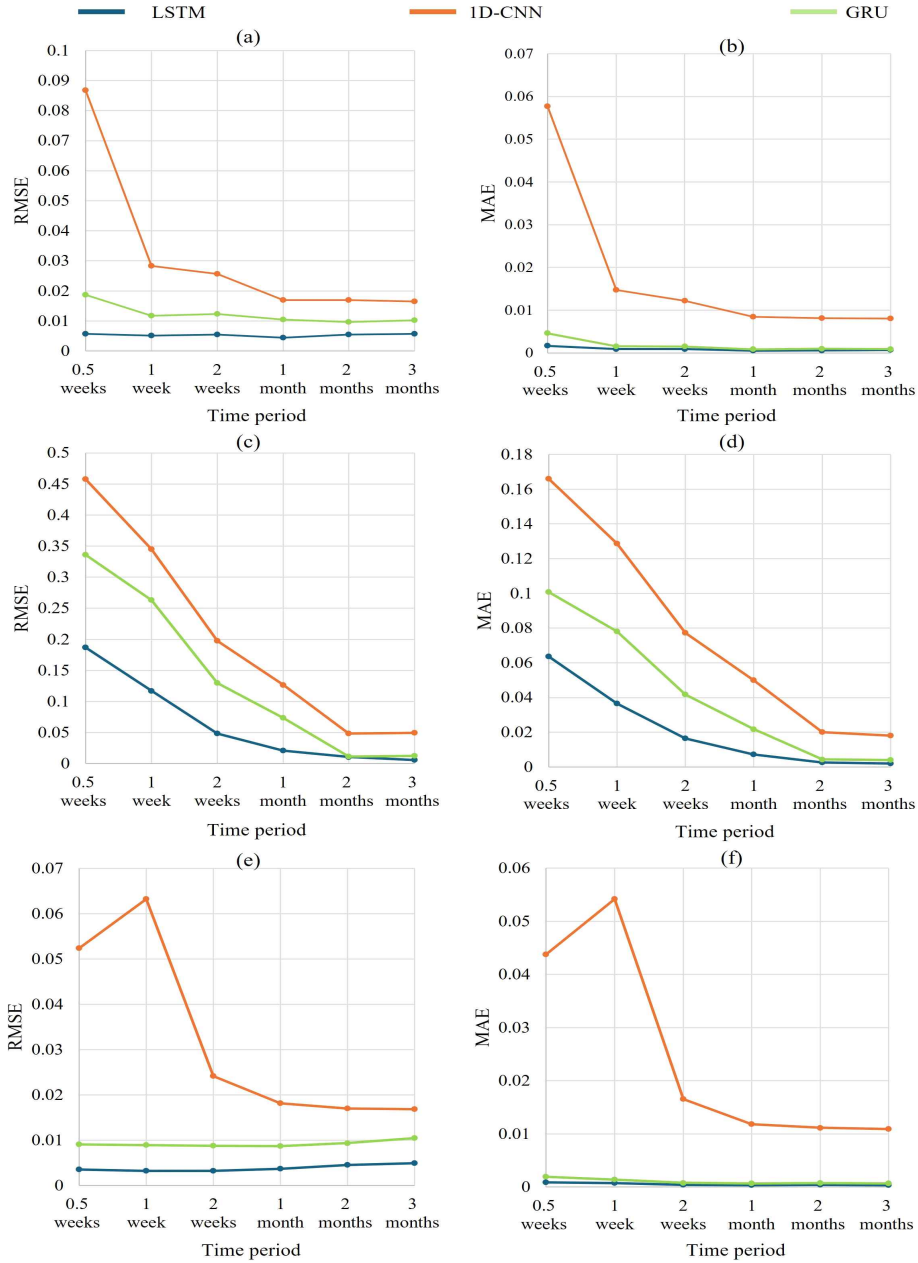 LSTM 1D-CNN GRU
(a)
0.1
0.09
0.08
0.07
0.06
0.05
0.04
0.03
0.02
0.01
0
RMSE
0.5 1 2 1 2 3
weeks week weeks month months months
Time period
(b)
0.07
0.06
0.05
0.04
0.03
0.02
0.01
0
MAE
0.5 1 2 1 2 3
weeks week weeks month months months
Time period
(c)
0.5
0.45
0.4
0.35
0.3
0.25
0.2
0.15
0.1
0.05
0
RMSE
0.5 1 2 1 2 3
weeks week weeks month months months
Time period
(d)
0.18
0.16
0.14
0.12
0.1
0.08
0.06
0.04
0.02
0
MAE
0.5 1 2 1 2 3
weeks week weeks month months months
Time period
(e)
0.07
0.06
0.05
0.04
0.03
0.02
0.01
0
RMSE
0.5 1 2 1 2 3
weeks week weeks month months months
Time period
(f)
0.06
0.05
0.04
0.03
0.02
0.01
0
MAE
0.5 1 2 1 2 3
weeks week weeks month months months
Time period